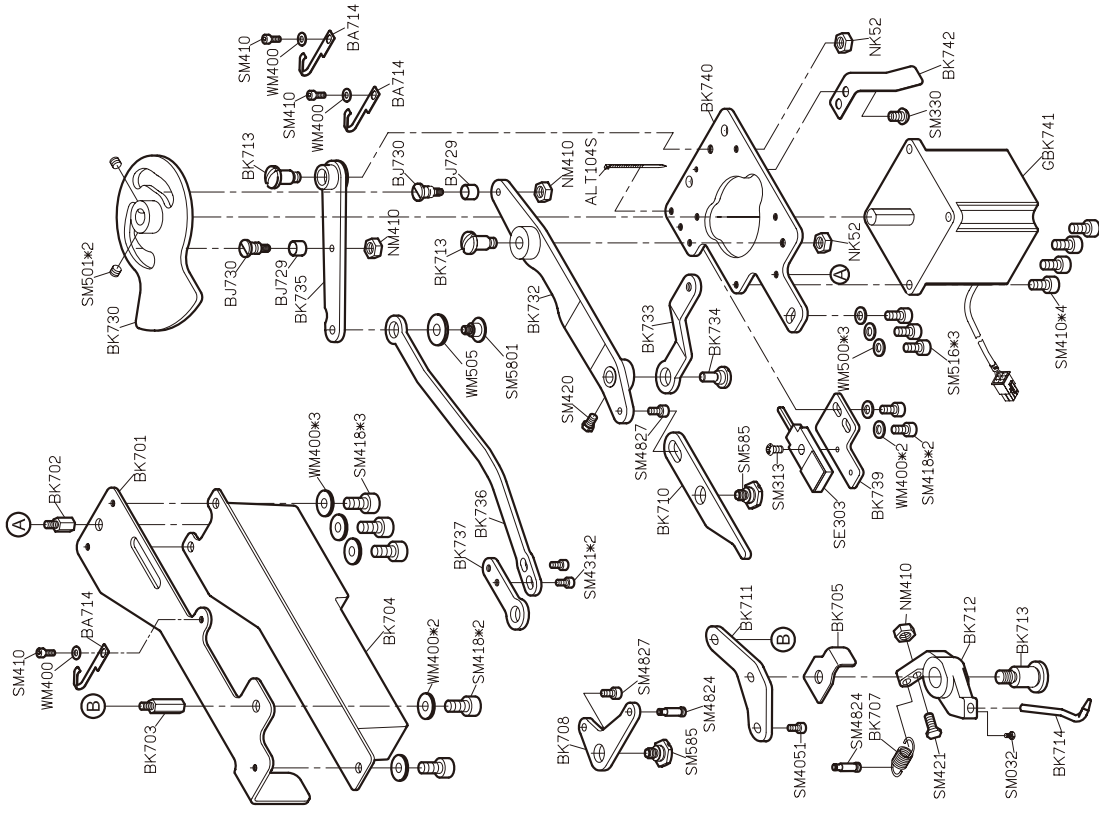 SM410
WM400
BA714
SM410
WM400
BA714
BK713
BJ730
BJ729
NM410
ALT104S
BK740
NK52
BK742
SM330
GBK741
SM501*2
BK730
BJ730
BJ729
BK735
NM410
BK713
BK732
BK733
BK734
NK52
A
SM410*4
WM500*3
SM516*3
WM505
SM5801
SM420
SM4827
BK710
SM585
SM313
SE303
BK739
WM400*2
SM418*2
A
BK702
BK701
WM400*3
SM418*3
BK736
BK737
SM431*2
SM410
WM400
BA714
B
BK703
BK704
WM400*2
SM418*2
BK708
SM4827
SM4824
SM585
BK711
B
SM4051
BK705
NM410
BK712
BK713
SM4824
BK707
SM421
SM032
BK714